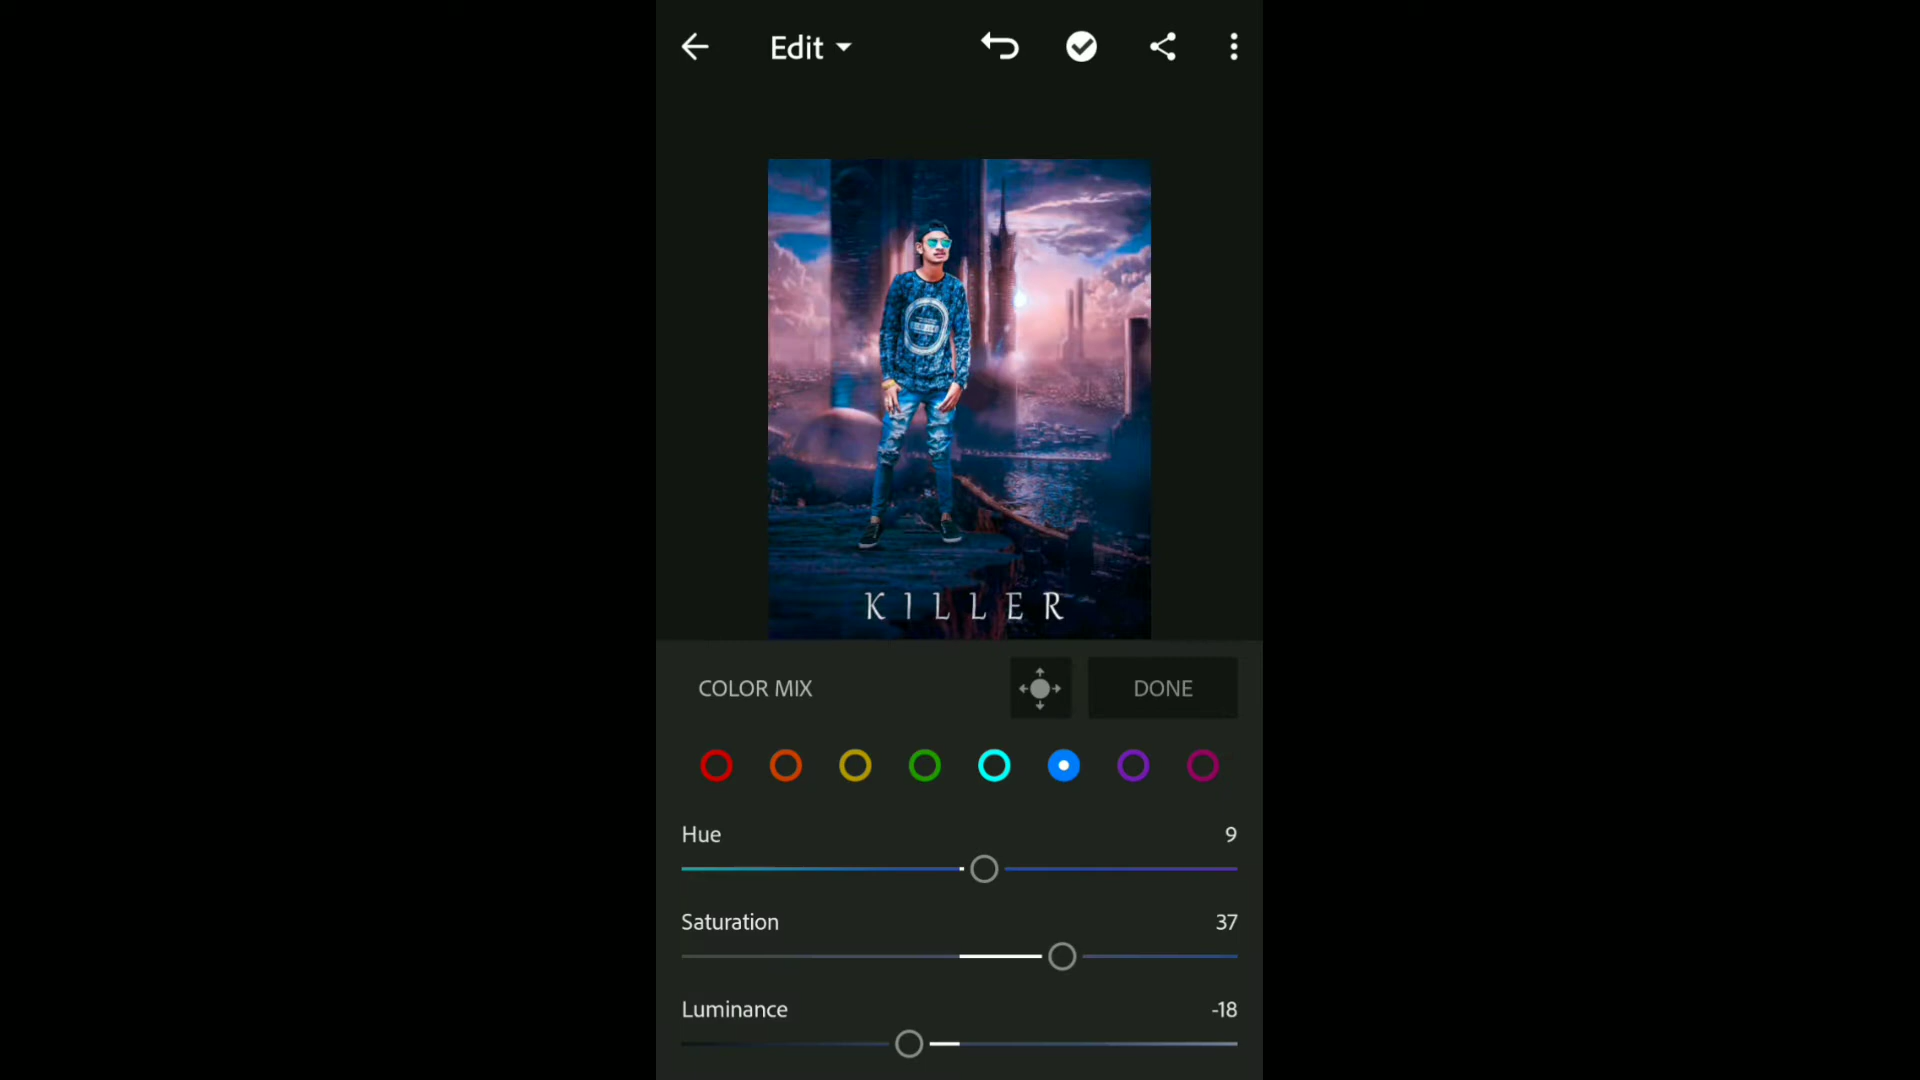 Edit
KILLER
COLOR MIX
DONE
Hue 9
Saturation 37
Luminance -18